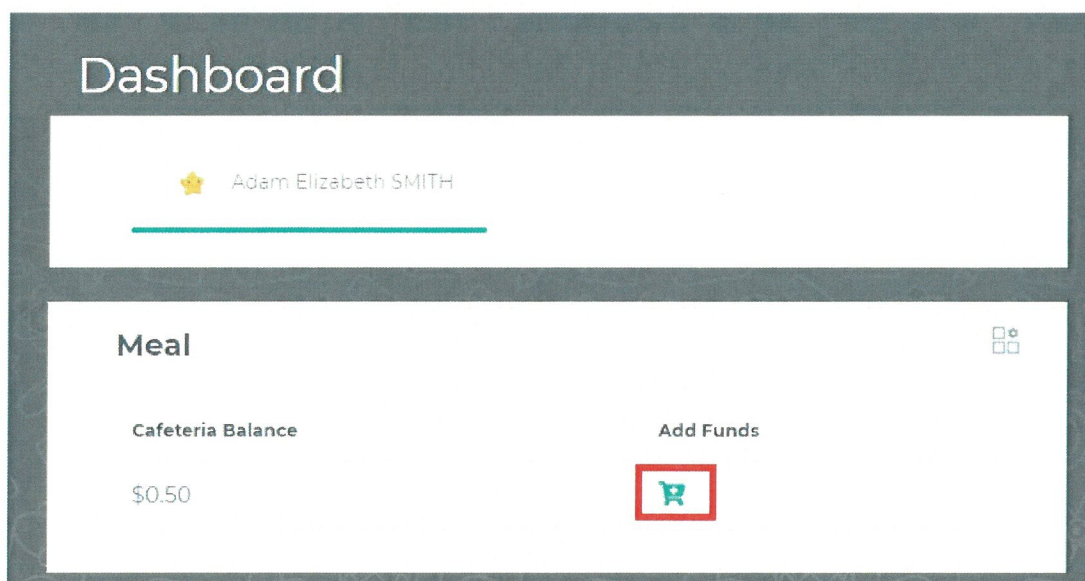 Dashboard
Adam Elizabeth SMITH
Meal
Cafeteria Balance
Add Funds
$0.50